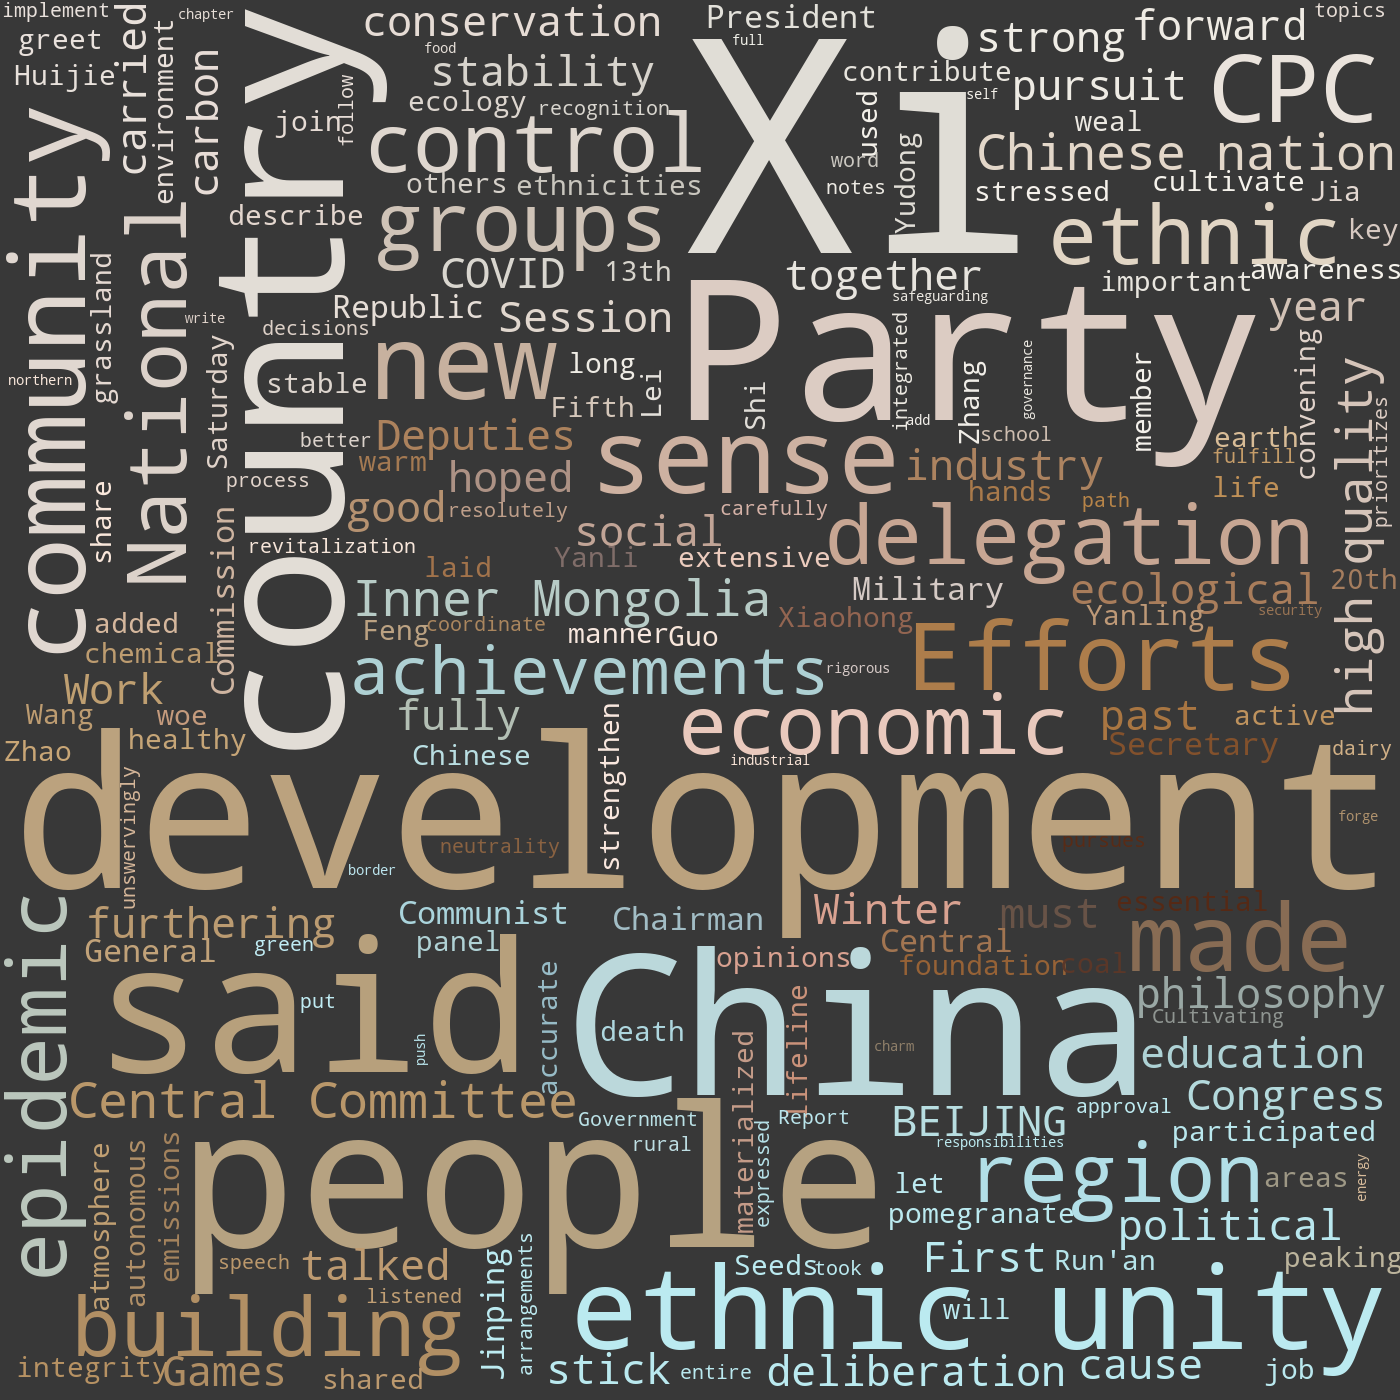 implement
chapter
greet
Huijie
carried
environment
carbon
conservation
President
food
full
stability
ecology
recognition
join
follow
control
others
ethnicities
groups
describe
country
community
National
grassland
Xi
contribute
self
used
word
notes
Yudong
strong
forward
topics
pursuit
CPC
weal
Chinese nation
stressed
cultivate
Jia
ethnic
key
important
awareness
COVID
13th
together
safeguarding
Republic
Session
year
write
decisions
new
long
Fifth
Lei
Shi
Party
integrated
add
Zhang
governance
school
member
convening
quality
high
prioritizes
northern
Saturday
stable
better
Deputies
warm
process
hoped
sense
industry
hands
path
earth
fulfill
life
share
good
resolutely
carefully
revitalization
social
delegation
Commission
laid
Yanli
extensive
Military
ecological
20th
Inner Mongolia
Xiaohong
Yanling
security
added
Feng
coordinate
manner
Guo
chemical
achievements
rigorous
Efforts
Work
Wang
woe
fully
economic
past
active
Zhao
healthy
Chinese
strengthen
industrial
Secretary
dairy
development
unswervingly
border
neutrality
forge
epidemic
furthering
Communist
Chairman
Winter
must
essential
General
green
panel
opinions
Central
foundation
coal
made
said
put
push
accurate
death
China
lifeline
materialized
charm
philosophy
Cultivating
education
Central Committee
Government
Report
BEIJING
approval
Congress
rural
expressed
responsibilities
participated
people
atmosphere
autonomous
emissions
region
areas
energy
let
pomegranate
political
speech
talked
Jinping
arrangements
Seeds
took
First
Run'an
peaking
listened
building
ethnic unity
will
integrity
Games
shared
stick
entire
deliberation
cause
job